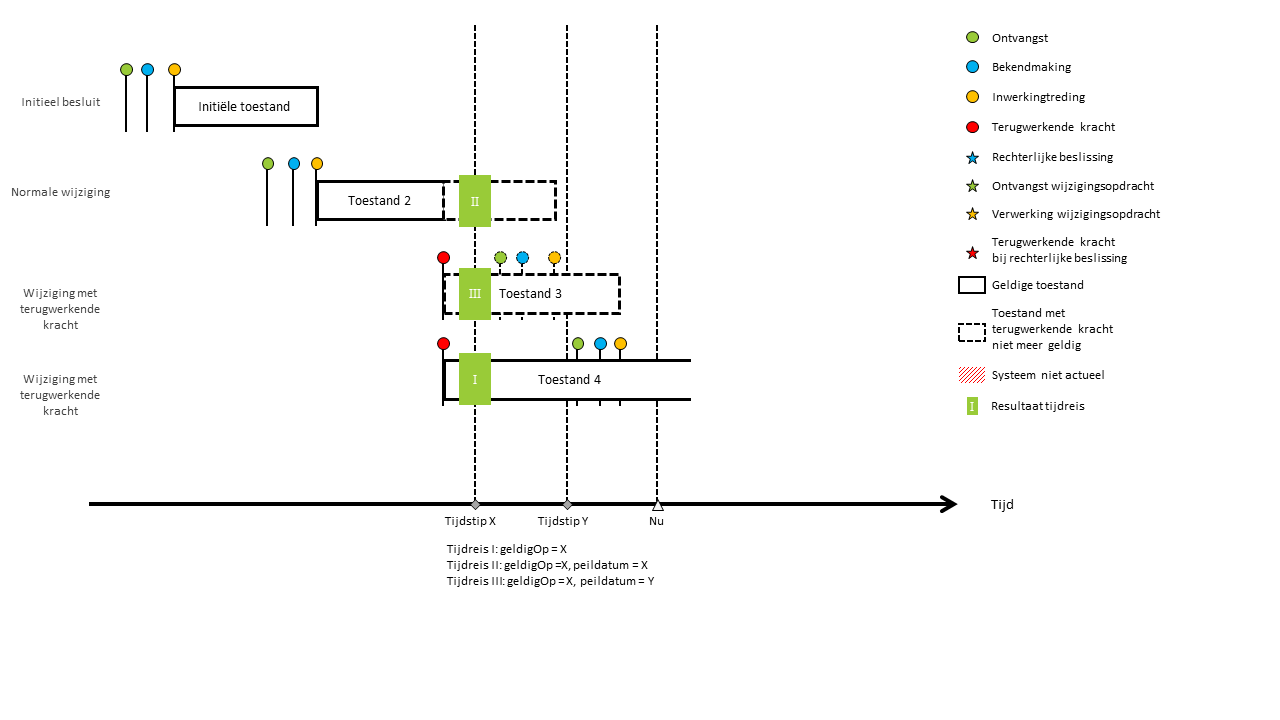 Initieel besluit
Initiële toestand
Normale wijziging
Toestand 2
II
Wijziging met
terugwerkende
kracht
III
Toestand 3
Wijziging met
terugwerkende
kracht
I
Toestand 4
Tijdstip X
Tijdstip Y
Nu
Tijd
Tijdreis I: geldigOp = X
Tijdreis II: geldigOp =X, peildatum = X
Tijdreis III: geldigOp = X, peildatum = Y
Ontvangst
Bekendmaking
Inwerkingtreding
Terugwerkende kracht
Rechterlijke beslissing
Ontvangst wijzigingsopdracht
Verwerking wijzigingsopdracht
Terugwerkende kracht
bij rechterlijke beslissing
Geldige toestand
Toestand met
terugwerkende kracht
niet meer geldig
Systeem niet actueel
I
Resultaat tijdreis